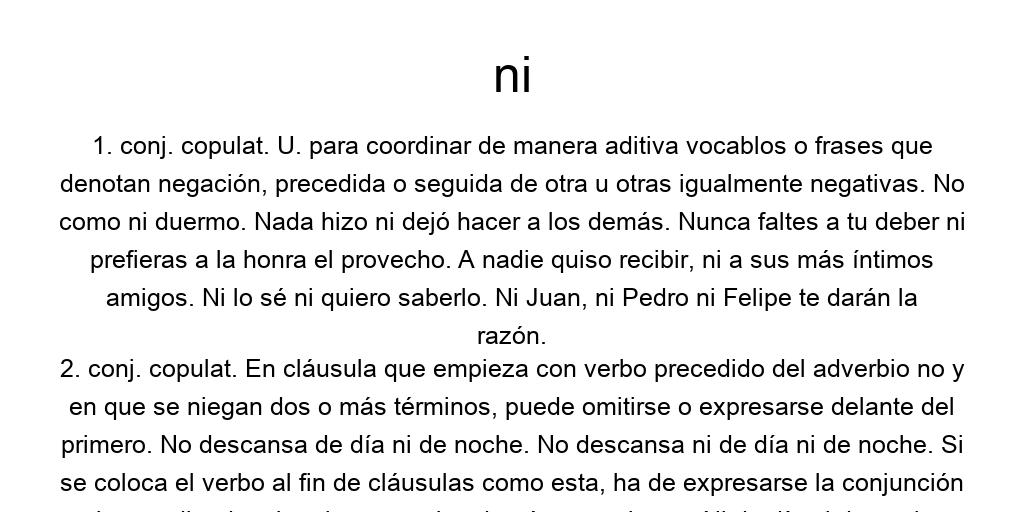 ni
1. conj. copulat. U. para coordinar de manera aditiva vocablos o frases que
denotan negación, precedida o seguida de otra u otras igualmente negativas. No
como ni duermo. Nada hizo ni dejó hacer a los demás. Nunca faltes a tu deber ni
prefieras a la honra el provecho. A nadie quiso recibir, ni a sus más íntimos
amigos. Ni lo sé ni quiero saberlo. Ni Juan, ni Pedro ni Felipe te darán la
razón.
2. conj. copulat. En cláusula que empieza con verbo precedido del adverbio no y
en que se niegan dos o más términos, puede omitirse o expresarse delante del
primero. No descansa de día ni de noche. No descansa ni de día ni de noche. Si
se coloca el verbo al fin de cláusulas como esta, ha de expresarse la conjunción